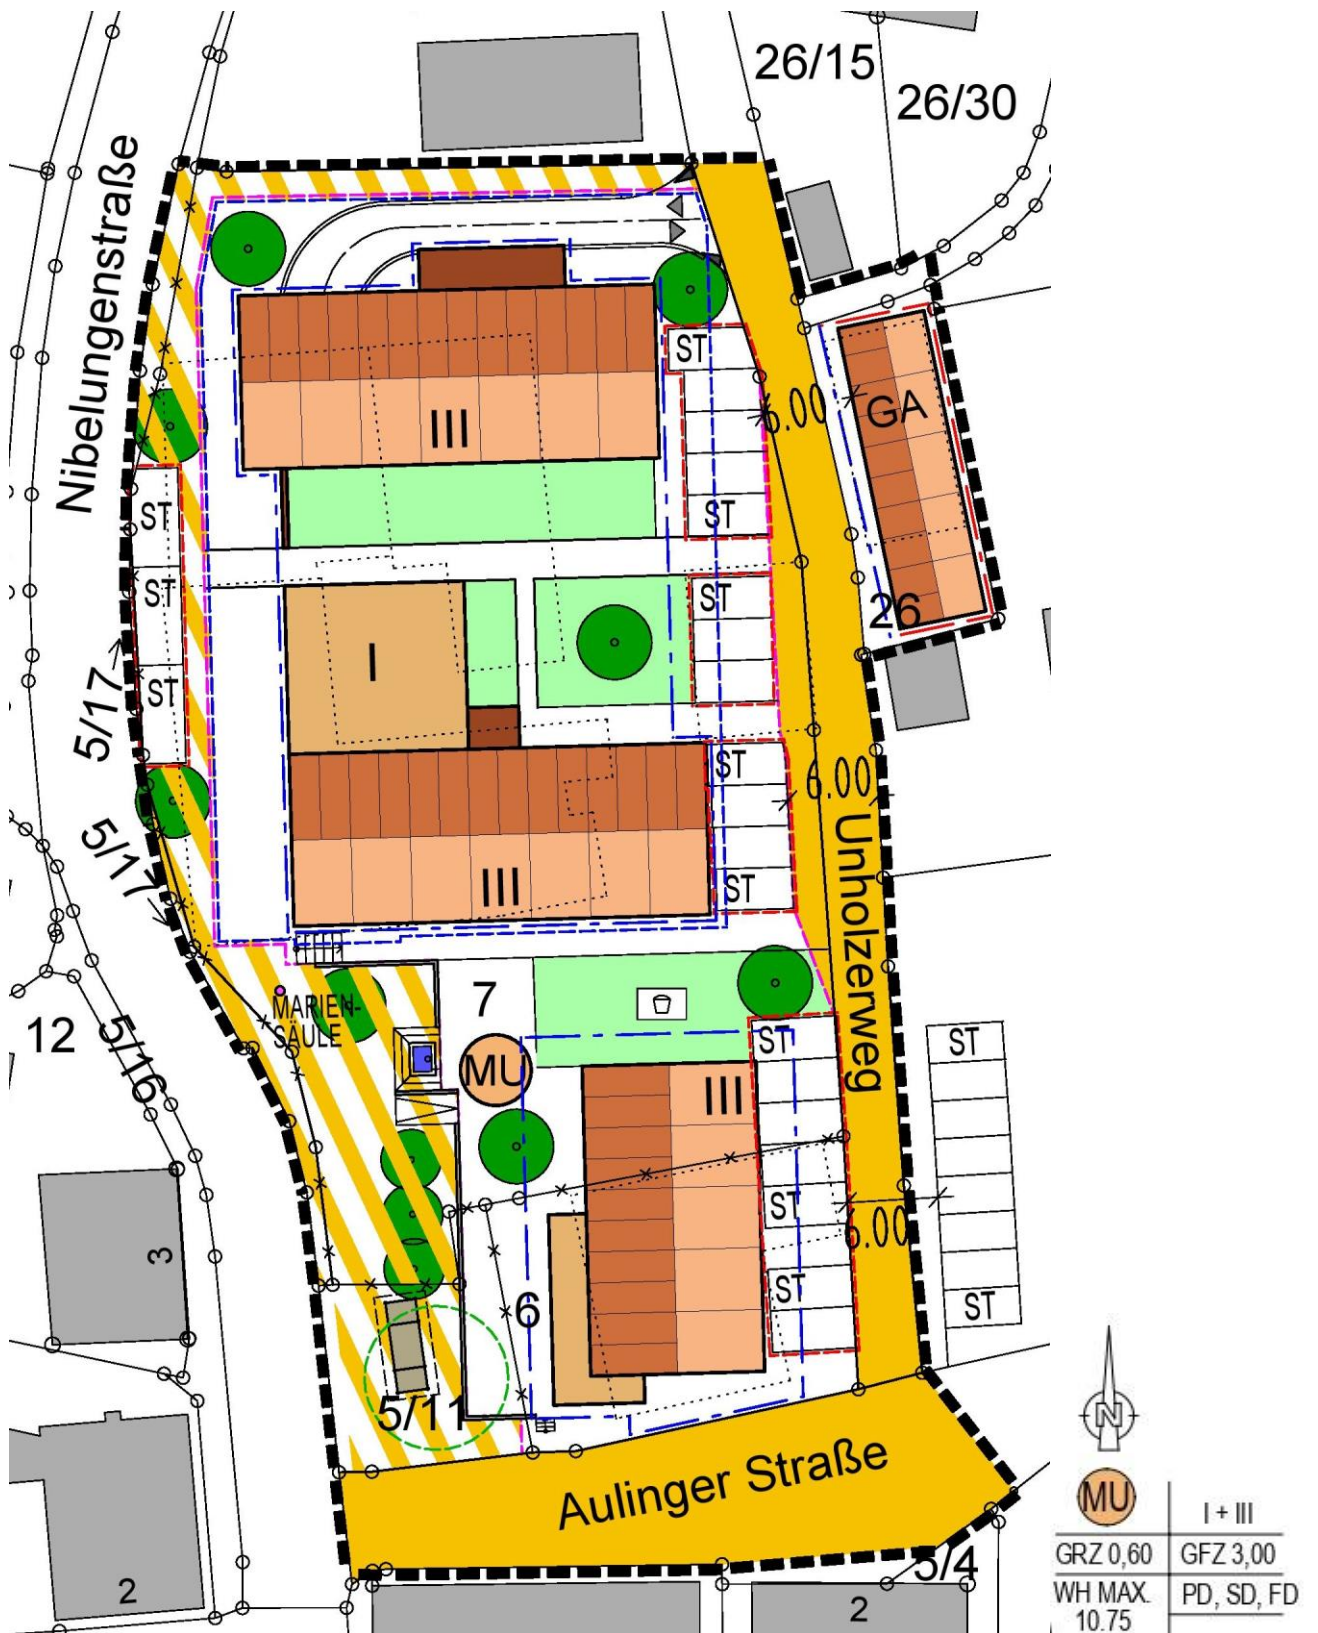 26/15
26/30
Nibelungenstraße
ST
III
6.00
GA
ST
ST
ST
ST
26
I
ST
5/17
ST
6.00
5/17
ST
III
Unholzerweg
7
MARIEN-
SÄULE
12
5/16
ST
ST
MU
III
ST
6.00
3
ST
6
ST
5/11
Aulinger Straße
N
MU
I + III
GRZ 0,60
GFZ 3,00
5/4
WH MAX.
10.75
PD, SD, FD
2
2